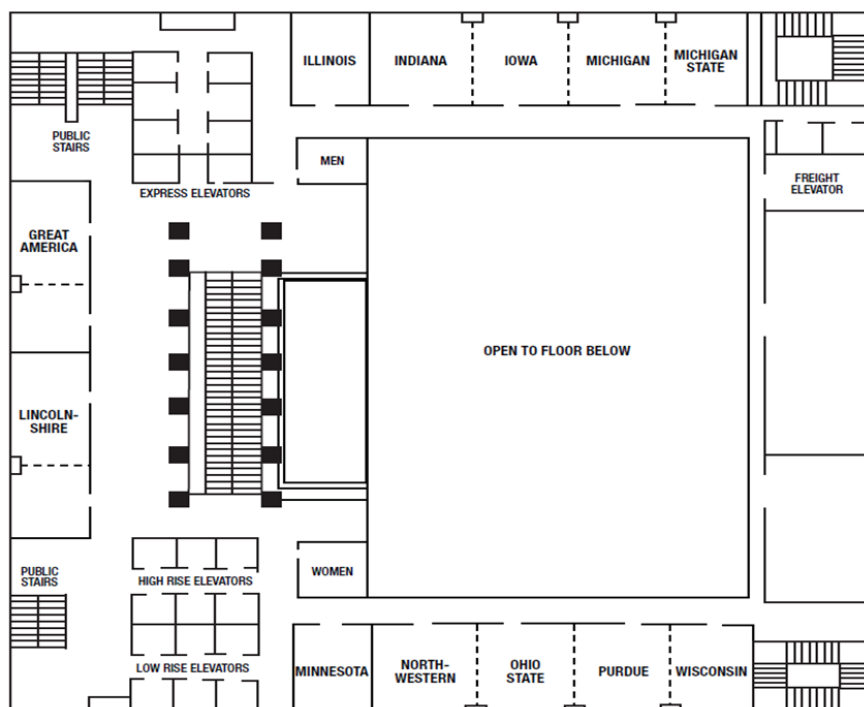 ILLINOIS
INDIANA
IOWA
MICHIGAN
MICHIGAN
STATE
PUBLIC
STAIRS
MEN
EXPRESS ELEVATORS
FREIGHT
ELEVATOR
GREAT
AMERICA
OPEN TO FLOOR BELOW
LINCOLN-
SHIRE
PUBLIC
STAIRS
HIGH RISE ELEVATORS
WOMEN
LOW RISE ELEVATORS
MINNESOTA
NORTH-
WESTERN
OHIO
STATE
PURDUE
WISCONSIN